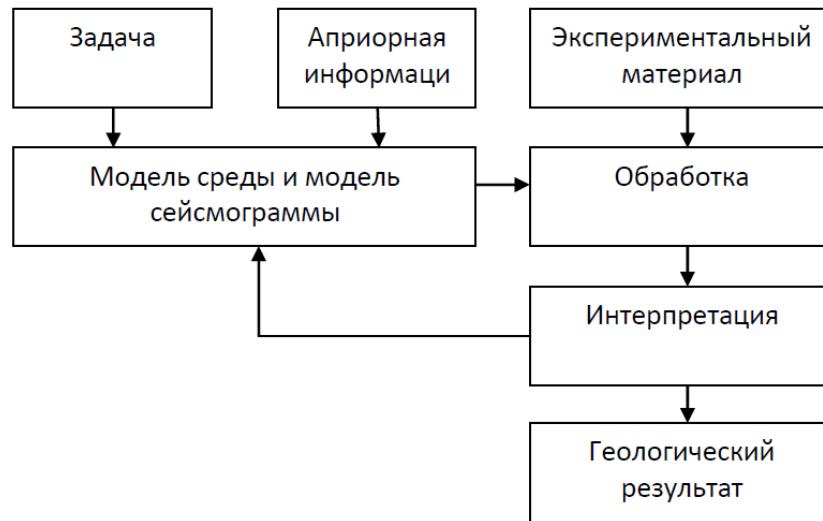 Задача
Априорная
информаци
Экспериментальный
материал
Модель среды и модель
сейсмограммы
Обработка
Интерпретация
Геологический
результат